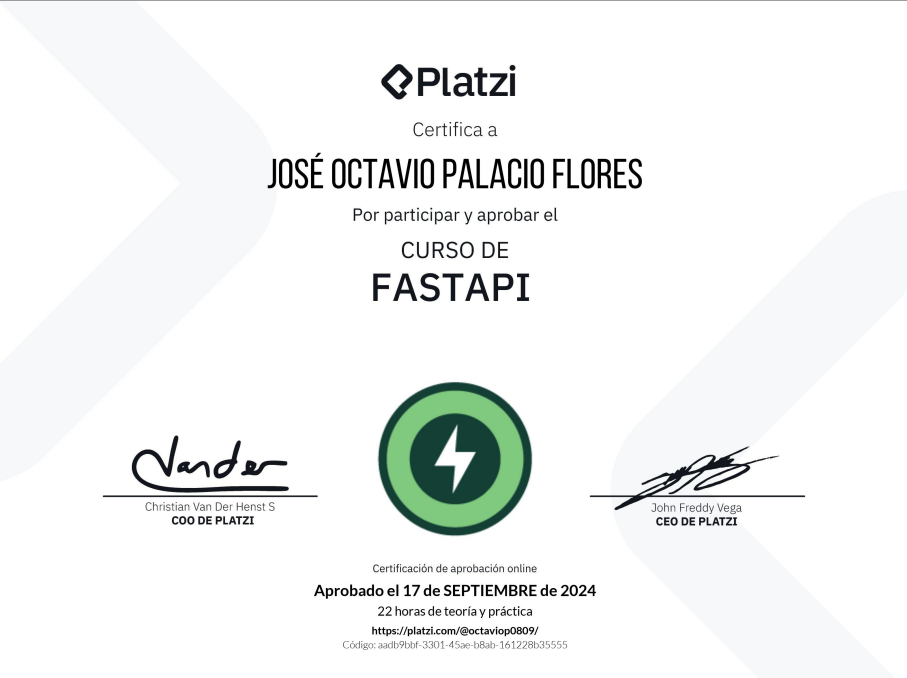 Platzi
Certifica a
JOSÉ OCTAVIO PALACIO FLORES
Por participar y aprobar el
CURSO DE
FASTAPI
Vander
Christian Van Der Henst S
COO DE PLATZI
John Freddy Vega
CEO DE PLATZI
Certificación de aprobación online
Aprobado el 17 de SEPTIEMBRE de 2024
22 horas de teoría y práctica
https://platzi.com/@octaviop0809/
Código: aadb9bbf-3301-45ae-b8ab-161228b35555